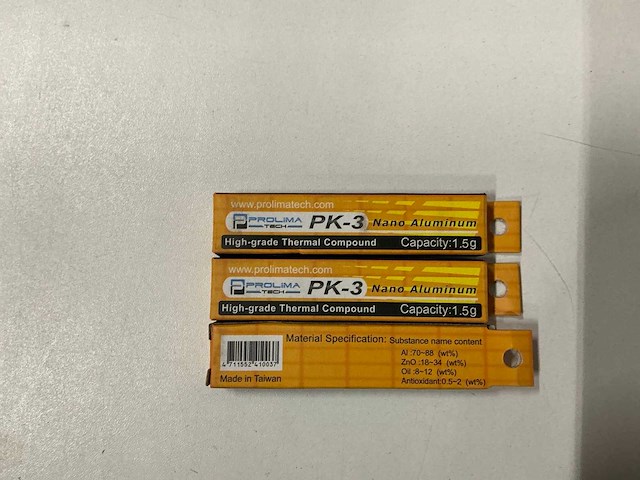 www.prolimatech.com
PROLIMA TECH PK-3 Nano Aluminum
High-grade Thermal Compound Capacity:1.5g
www.prolimatech.com
PROLIMA TECH PK-3 Nano Aluminum
High-grade Thermal Compound Capacity:1.5g
Material Specification: Substance name content
Al :70~88 (wt%)
ZnO :18~34 (wt%)
Oil :8~12 (wt%)
Antioxidant:0.5~2 (wt%)
4 711552 410037
Made in Taiwan